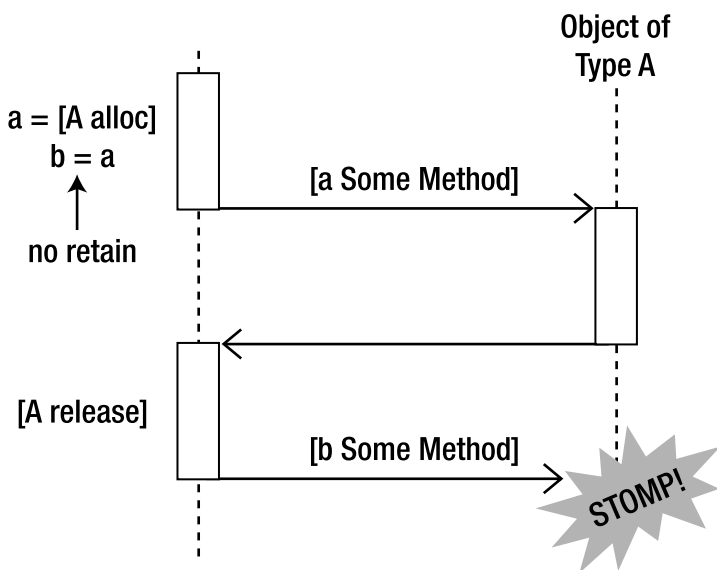 Object of
Type A
a = [A alloc]
b = a
no retain
[a Some Method]
[A release]
[b Some Method]
STOMP!